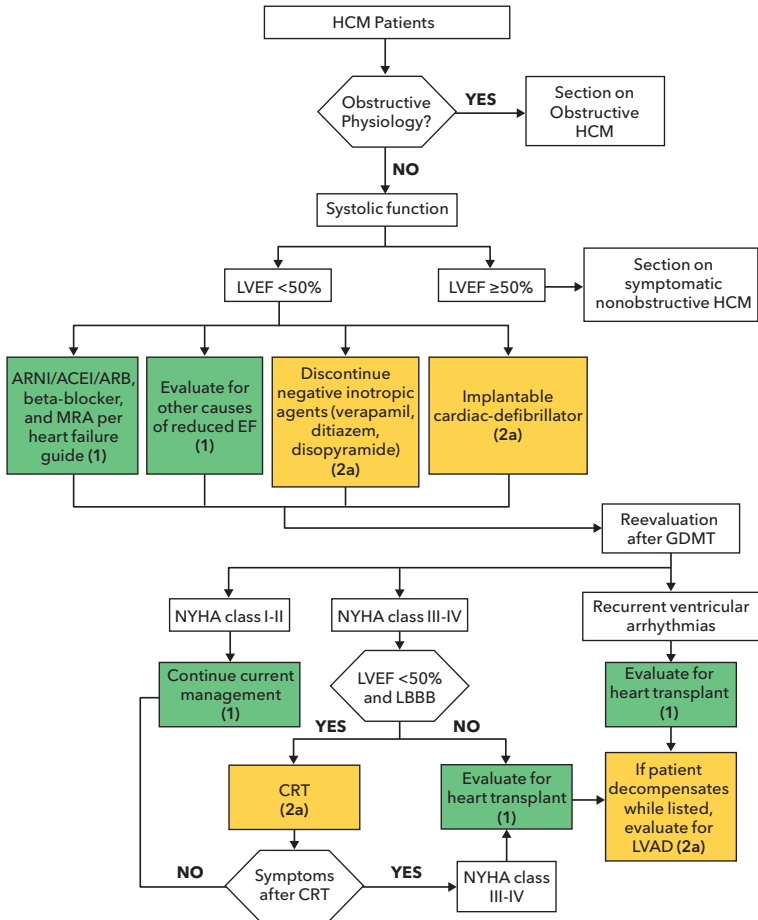 HCM Patients
Obstructive
Physiology?
YES
Section on
Obstructive
HCM
NO
Systolic function
LVEF <50%
LVEF ≥50%
Section on
symptomatic
nonobstructive HCM
ARNI/ACEI/ARB,
beta-blocker,
and MRA per
heart failure
guide (1)
Evaluate for
other causes
of reduced EF
(1)
Discontinue
negative inotropic
agents (verapamil,
ditiazem,
disopyramide)
(2a)
Implantable
cardiac-defibrillator
(2a)
Reevaluation
after GDMT
NYHA class I-II
NYHA class III-IV
Recurrent ventricular
arrhythmias
Continue current
management
(1)
LVEF <50%
and LBBB
Evaluate for
heart transplant
(1)
YES
NO
CRT
(2a)
Evaluate for
heart transplant
(1)
If patient
decompensates
while listed,
evaluate for
LVAD (2a)
NO
Symptoms
after CRT
YES
NYHA class
III-IV